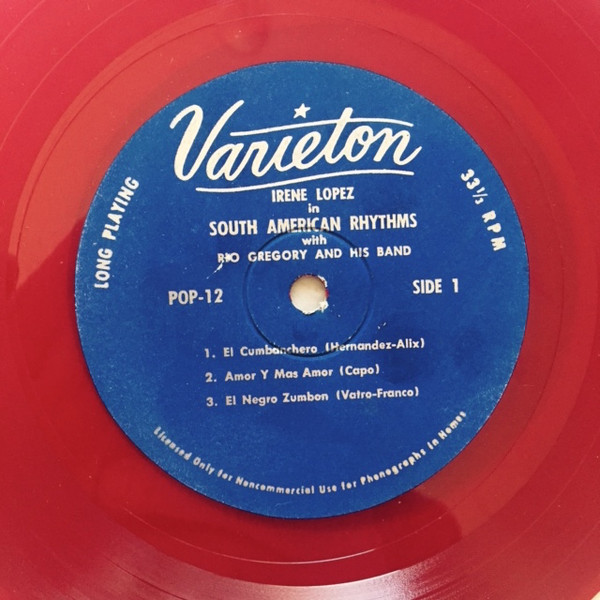 Varieton
IRENE LOPEZ
in
SOUTH AMERICAN RHYTHMS
with
RIO GREGORY AND HIS BAND
LONG PLAYING
33 1/3 RPM
POP-12
SIDE 1
1. El Cumbanchero (Hernandez-Alix)
2. Amor Y Mas Amor (Capo)
3. El Negro Zumbon (Vatro-Franco)
Licensed Only for Noncommercial Use for Phonographs in Homes